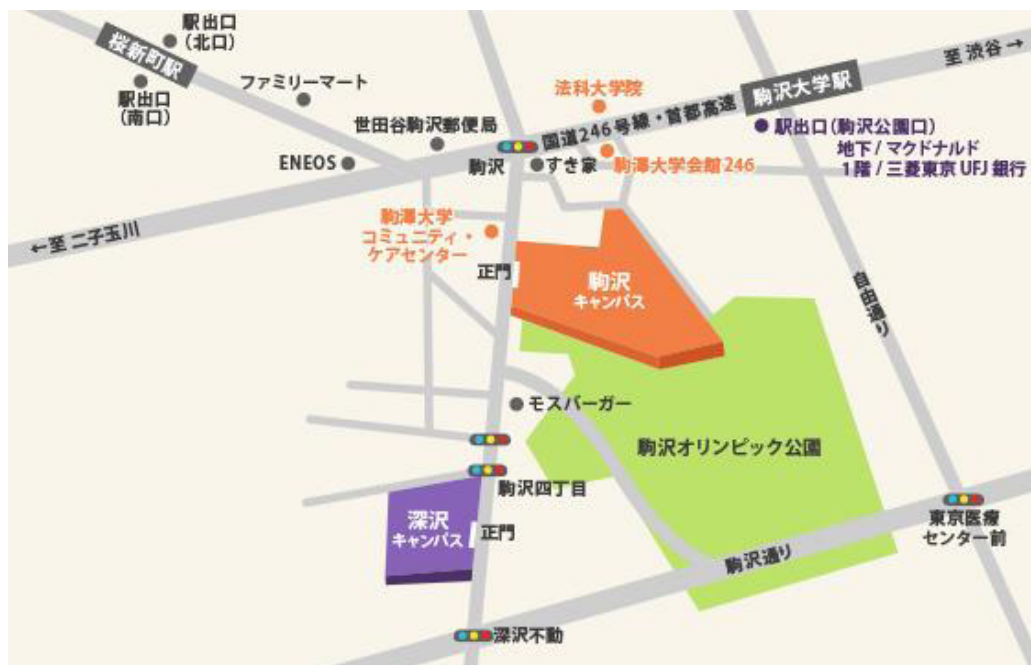 駅出口
(北口)
桜新町駅
駅出口
(南口)
ファミリーマート
世田谷駒沢郵便局
ENEOS
法科大学院
国道246号線・首都高速
駒沢大学駅
至 渋谷→
駅出口(駒沢公園口)
地下/マクドナルド
1階/三菱東京UFJ銀行
駒沢
すき家
駒澤大学会館246
←至 二子玉川
駒澤大学
コミュニティ・
ケアセンター
正門
駒沢
キャンパス
自由通り
モスバーガー
駒沢オリンピック公園
駒沢四丁目
深沢
キャンパス
正門
東京医療
センター前
駒沢通り
深沢不動